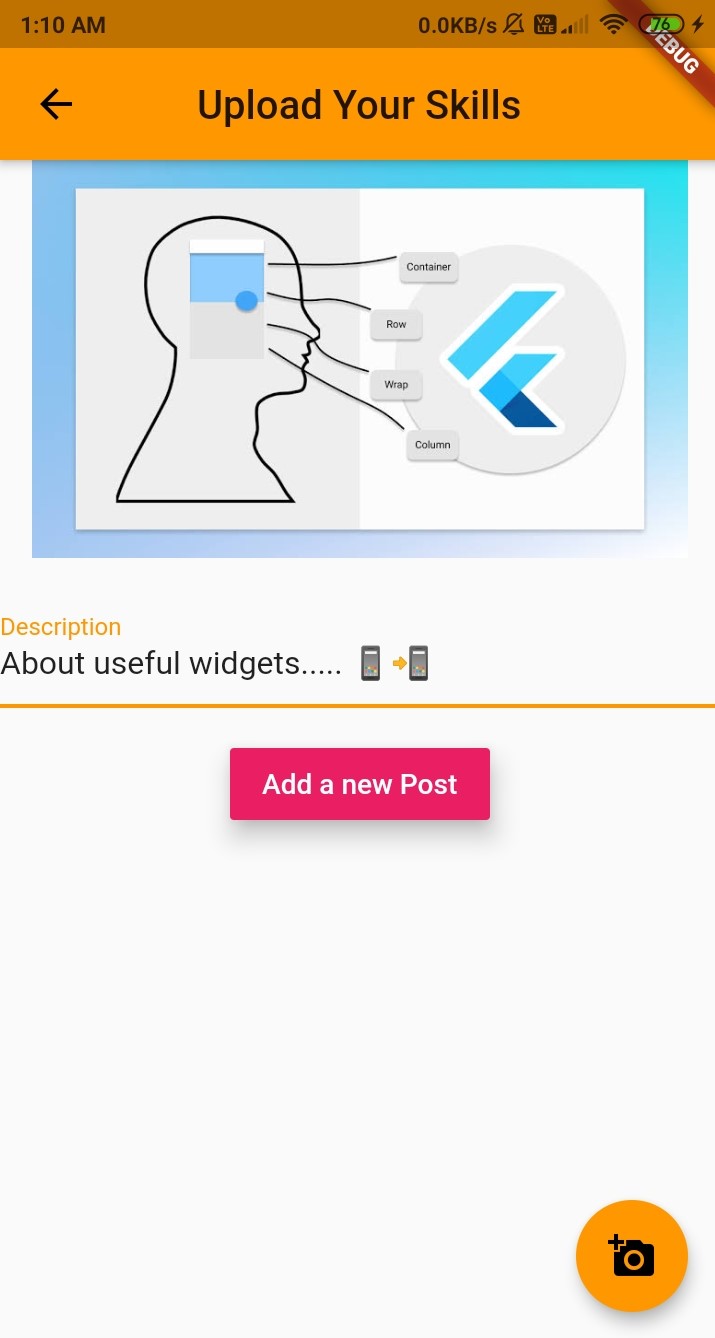 1:10 AM 0.0KB/s Vo LTE 76
DEBUG
Upload Your Skills
Container
Row
Wrap
Column
Description
About useful widgets..... 📱 📲
Add a new Post